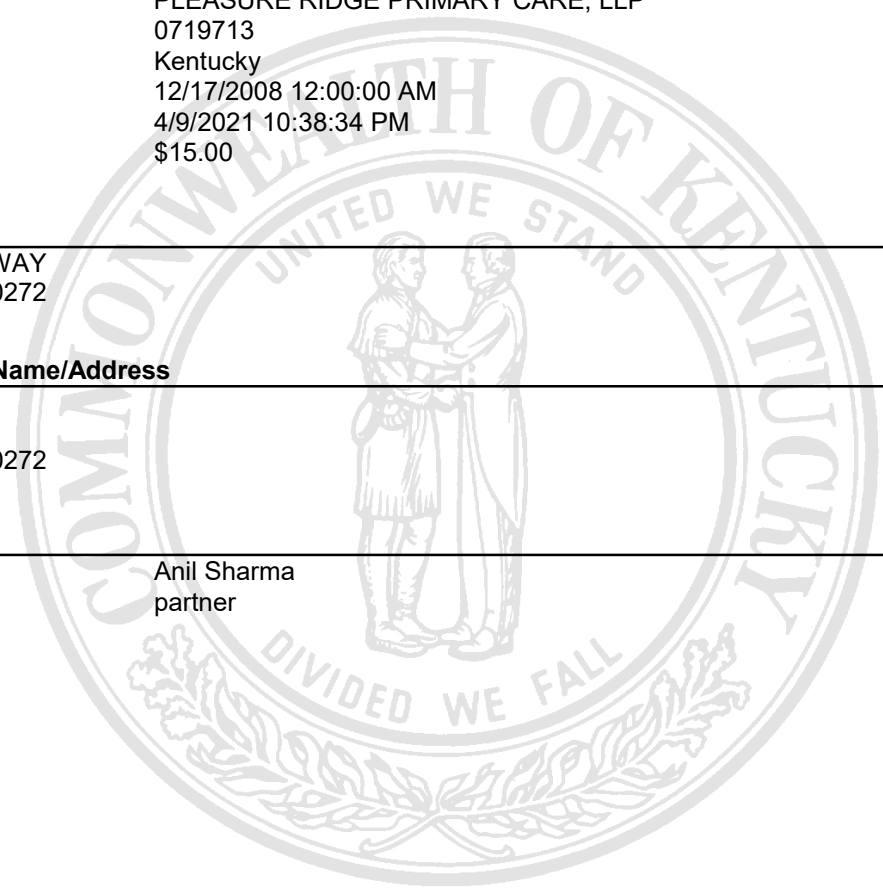 PLEASURE RIDGE PRIMARY CARE, LLP
0719713
Kentucky
12/17/2008 12:00:00 AM
4/9/2021 10:38:34 PM
$15.00
WAY
0272
Name/Address
0272
Anil Sharma
partner
COMMONWEALTH OF KENTUCKY
UNITED WE STAND
DIVIDED WE FALL